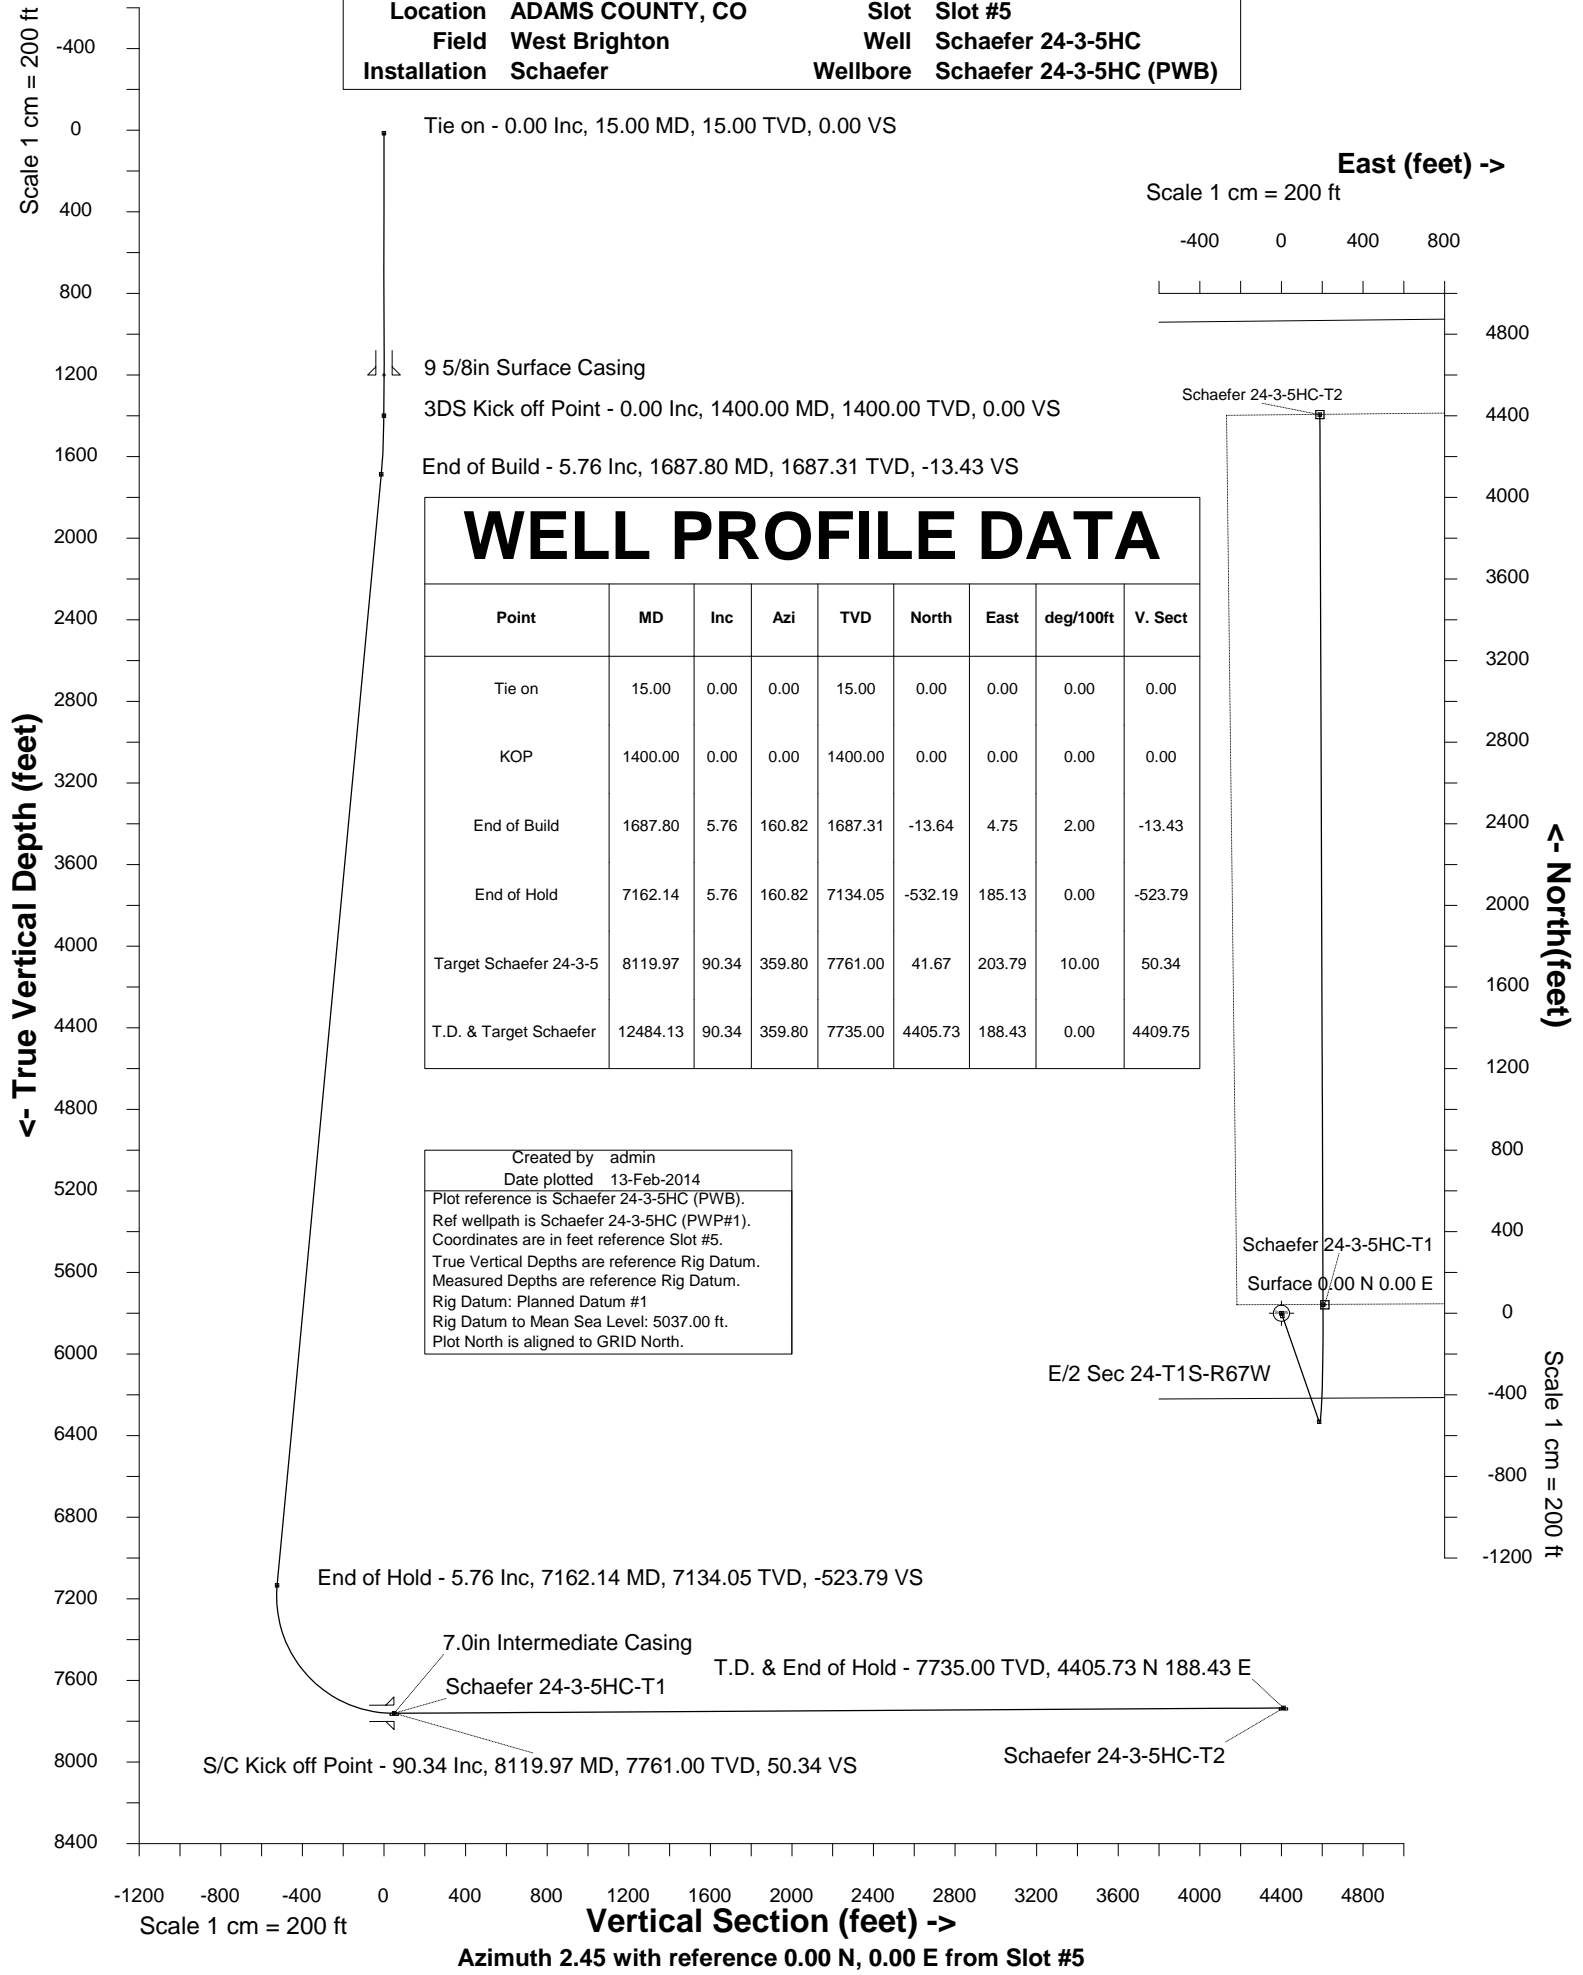 Location ADAMS COUNTY, CO Slot Slot #5
Field West Brighton Well Schaefer 24-3-5HC
Installation Schaefer Wellbore Schaefer 24-3-5HC (PWB)
Scale 1 cm = 200 ft
<- True Vertical Depth (feet)
-400
0
400
800
1200
1600
2000
2400
2800
3200
3600
4000
4400
4800
5200
5600
6000
6400
6800
7200
7600
8000
8400
Tie on - 0.00 Inc, 15.00 MD, 15.00 TVD, 0.00 VS
9 5/8in Surface Casing
3DS Kick off Point - 0.00 Inc, 1400.00 MD, 1400.00 TVD, 0.00 VS
End of Build - 5.76 Inc, 1687.80 MD, 1687.31 TVD, -13.43 VS
WELL PROFILE DATA
Point MD Inc Azi TVD North East deg/100ft V. Sect
Tie on 15.00 0.00 0.00 15.00 0.00 0.00 0.00 0.00
KOP 1400.00 0.00 0.00 1400.00 0.00 0.00 0.00 0.00
End of Build 1687.80 5.76 160.82 1687.31 -13.64 4.75 2.00 -13.43
End of Hold 7162.14 5.76 160.82 7134.05 -532.19 185.13 0.00 -523.79
Target Schaefer 24-3-5 8119.97 90.34 359.80 7761.00 41.67 203.79 10.00 50.34
T.D. & Target Schaefer 12484.13 90.34 359.80 7735.00 4405.73 188.43 0.00 4409.75
Created by admin
Date plotted 13-Feb-2014
Plot reference is Schaefer 24-3-5HC (PWB).
Ref wellpath is Schaefer 24-3-5HC (PWP#1).
Coordinates are in feet reference Slot #5.
True Vertical Depths are reference Rig Datum.
Measured Depths are reference Rig Datum.
Rig Datum: Planned Datum #1
Rig Datum to Mean Sea Level: 5037.00 ft.
Plot North is aligned to GRID North.
End of Hold - 5.76 Inc, 7162.14 MD, 7134.05 TVD, -523.79 VS
7.0in Intermediate Casing
T.D. & End of Hold - 7735.00 TVD, 4405.73 N 188.43 E
Schaefer 24-3-5HC-T1
S/C Kick off Point - 90.34 Inc, 8119.97 MD, 7761.00 TVD, 50.34 VS
Schaefer 24-3-5HC-T2
-1200 -800 -400 0 400 800 1200 1600 2000 2400 2800 3200 3600 4000 4400 4800
Scale 1 cm = 200 ft
Vertical Section (feet) ->
Azimuth 2.45 with reference 0.00 N, 0.00 E from Slot #5
East (feet) ->
Scale 1 cm = 200 ft
-400 0 400 800
Schaefer 24-3-5HC-T2
Schaefer 24-3-5HC-T1
Surface 0.00 N 0.00 E
E/2 Sec 24-T1S-R67W
4800
4400
4000
3600
3200
2800
2400
2000
1600
1200
800
400
0
-400
-800
-1200
<- North(feet)
Scale 1 cm = 200 ft